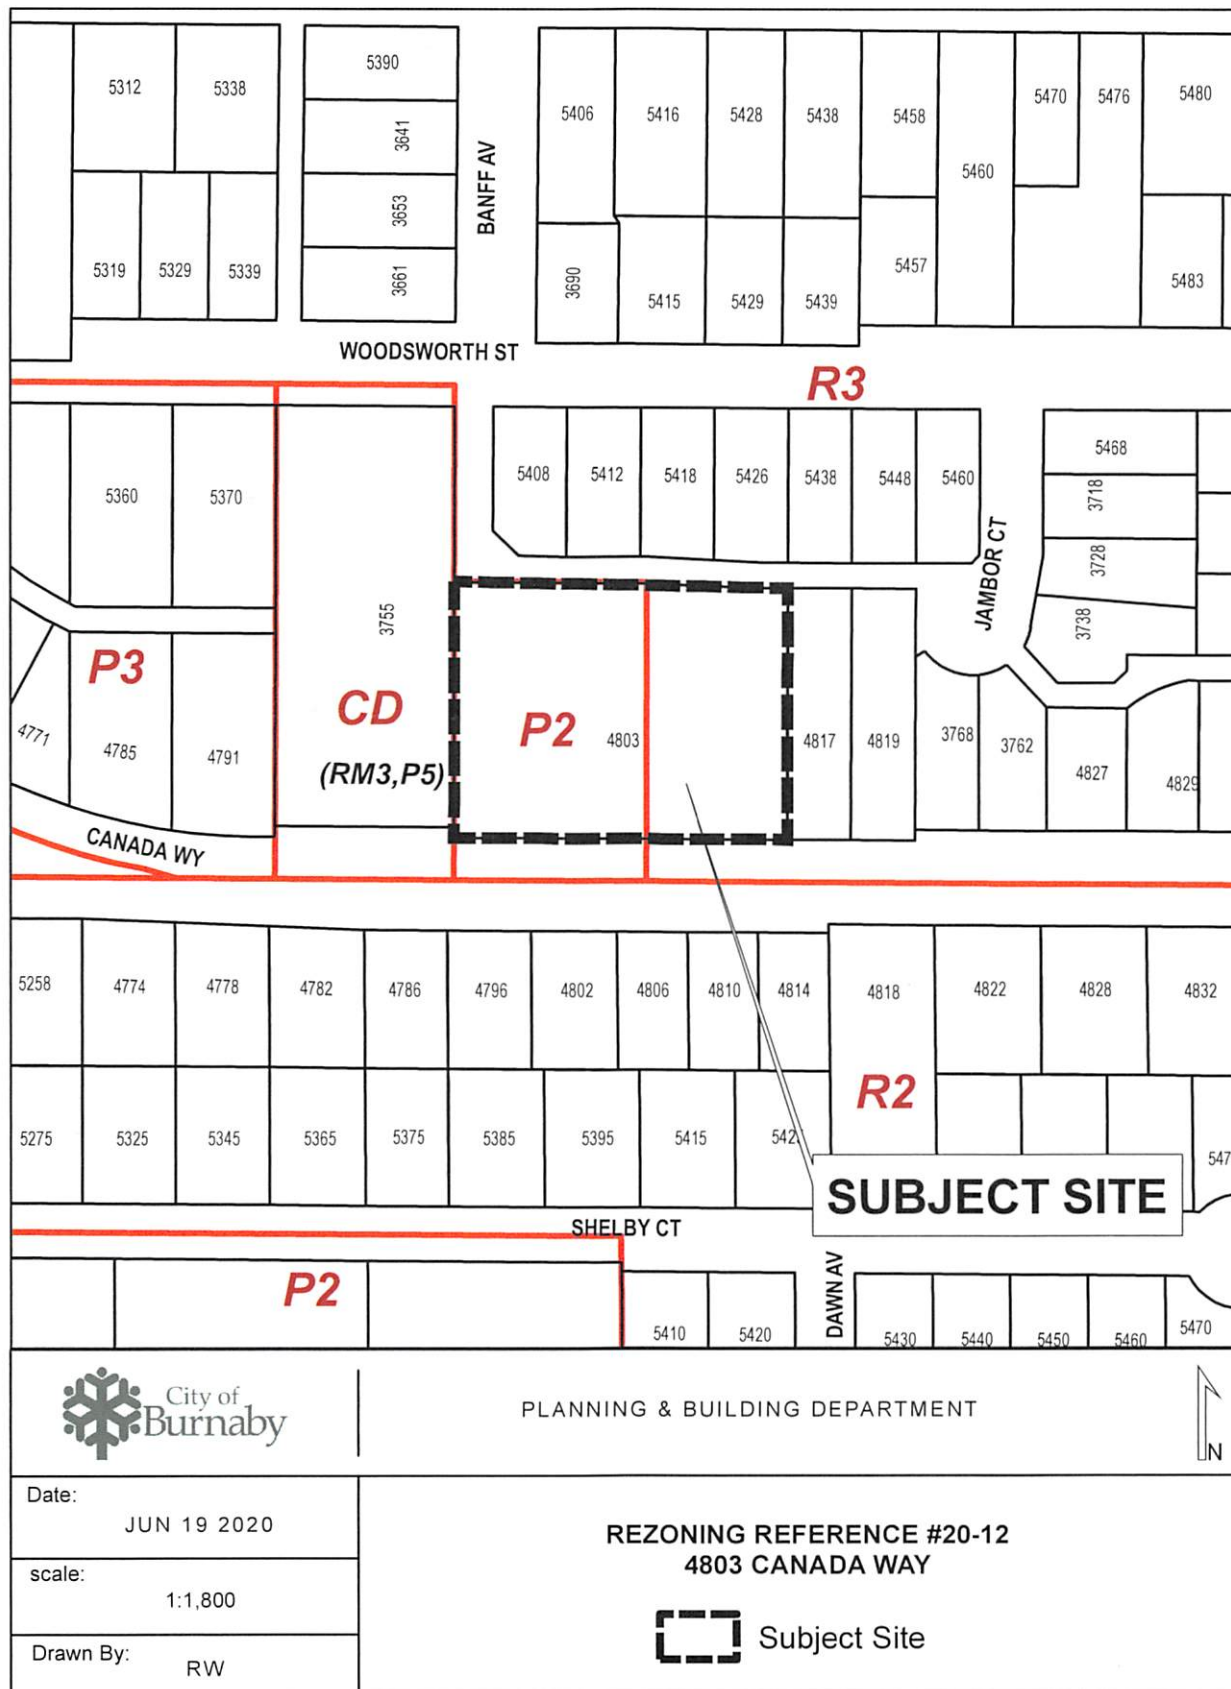 5312 5338 5390 5406 5416 5428 5438 5458 5470 5476 5480
3641
BANFF AV
5460
3653
5319 5329 5339 3661 3690 5415 5429 5439 5457 5483
WOODSWORTH ST
R3
5468
5360 5370 5408 5412 5418 5426 5438 5448 5460 3718
JAMBOR CT
3728
3755
3738
P3
CD
P2 4803
(RM3,P5)
4771 4785 4791 4817 4819 3768 3762 4827 4829
CANADA WY
5258 4774 4778 4782 4786 4796 4802 4806 4810 4814 4818 4822 4828 4832
R2
5275 5325 5345 5365 5375 5385 5395 5415
SUBJECT SITE
SHELBY CT
P2
DAWN AV
5410 5420 5430 5440 5450 5460 5470
City of
Burnaby
PLANNING & BUILDING DEPARTMENT
N
Date:
JUN 19 2020
scale:
1:1,800
Drawn By:
RW
REZONING REFERENCE #20-12
4803 CANADA WAY
Subject Site